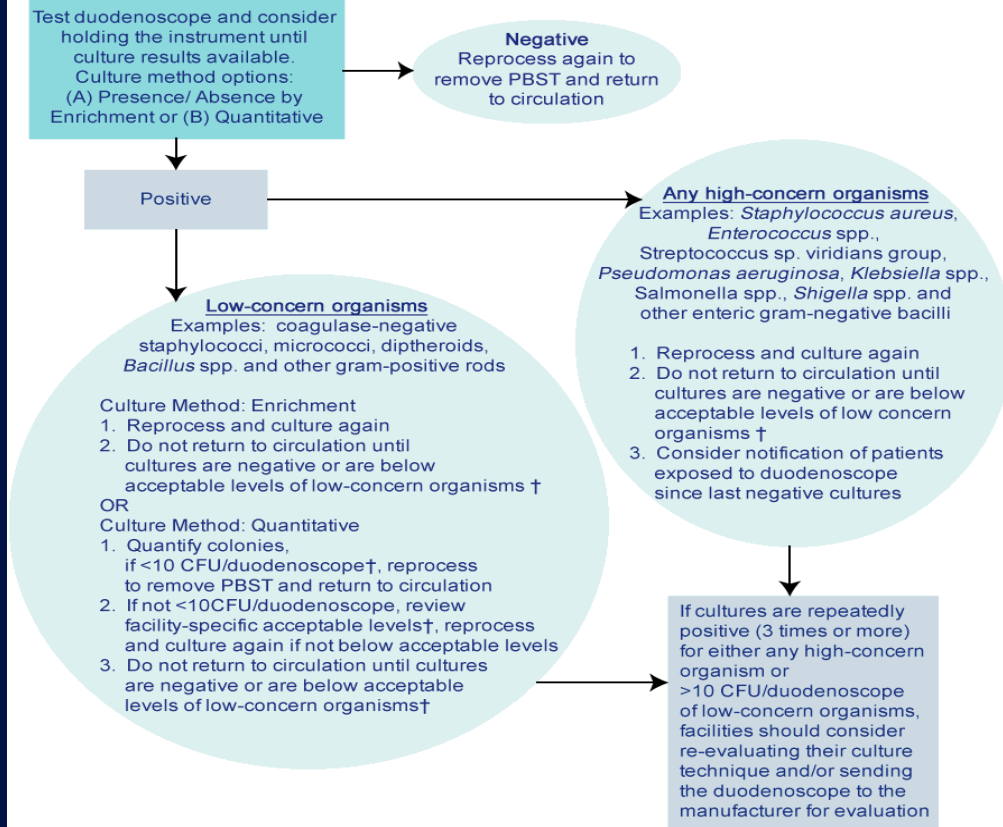 Test duodenoscope and consider
holding the instrument until
culture results available.
Culture method options:
(A) Presence/ Absence by
Enrichment or (B) Quantitative
Negative
Reprocess again to
remove PBST and return
to circulation
Positive
Any high-concern organisms
Examples: Staphylococcus aureus,
Enterococcus spp.,
Streptococcus sp. viridians group,
Pseudomonas aeruginosa, Klebsiella spp.,
Salmonella spp., Shigella spp. and
other enteric gram-negative bacilli
1. Reprocess and culture again
2. Do not return to circulation until
cultures are negative or are below
acceptable levels of low concern
organisms †
3. Consider notification of patients
exposed to duodenoscope
since last negative cultures
Low-concern organisms
Examples: coagulase-negative
staphylococci, micrococci, diptheroids,
Bacillus spp. and other gram-positive rods
Culture Method: Enrichment
1. Reprocess and culture again
2. Do not return to circulation until
cultures are negative or are below
acceptable levels of low-concern organisms †
OR
Culture Method: Quantitative
1. Quantify colonies,
if <10 CFU/duodenoscope†, reprocess
to remove PBST and return to circulation
2. If not <10CFU/duodenoscope, review
facility-specific acceptable levels†, reprocess
and culture again if not below acceptable levels
3. Do not return to circulation until cultures
are negative or are below acceptable
levels of low-concern organisms†
If cultures are repeatedly
positive (3 times or more)
for either any high-concern
organism or
>10 CFU/duodenoscope
of low-concern organisms,
facilities should consider
re-evaluating their culture
technique and/or sending
the duodenoscope to the
manufacturer for evaluation